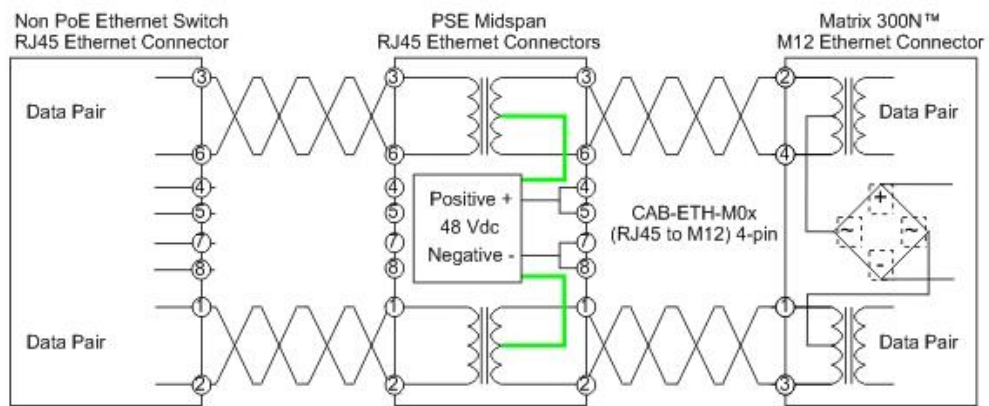 Non PoE Ethernet Switch
RJ45 Ethernet Connector
PSE Midspan
RJ45 Ethernet Connectors
Matrix 300N™
M12 Ethernet Connector
3
3
3
2
Data Pair
Data Pair
6
6
6
4
4
4
4
5
5
5
7
7
7
8
8
8
Positive +
48 Vdc
Negative -
CAB-ETH-M0x
(RJ45 to M12) 4-pin
+
~
~
-
1
1
1
1
Data Pair
Data Pair
2
2
2
3